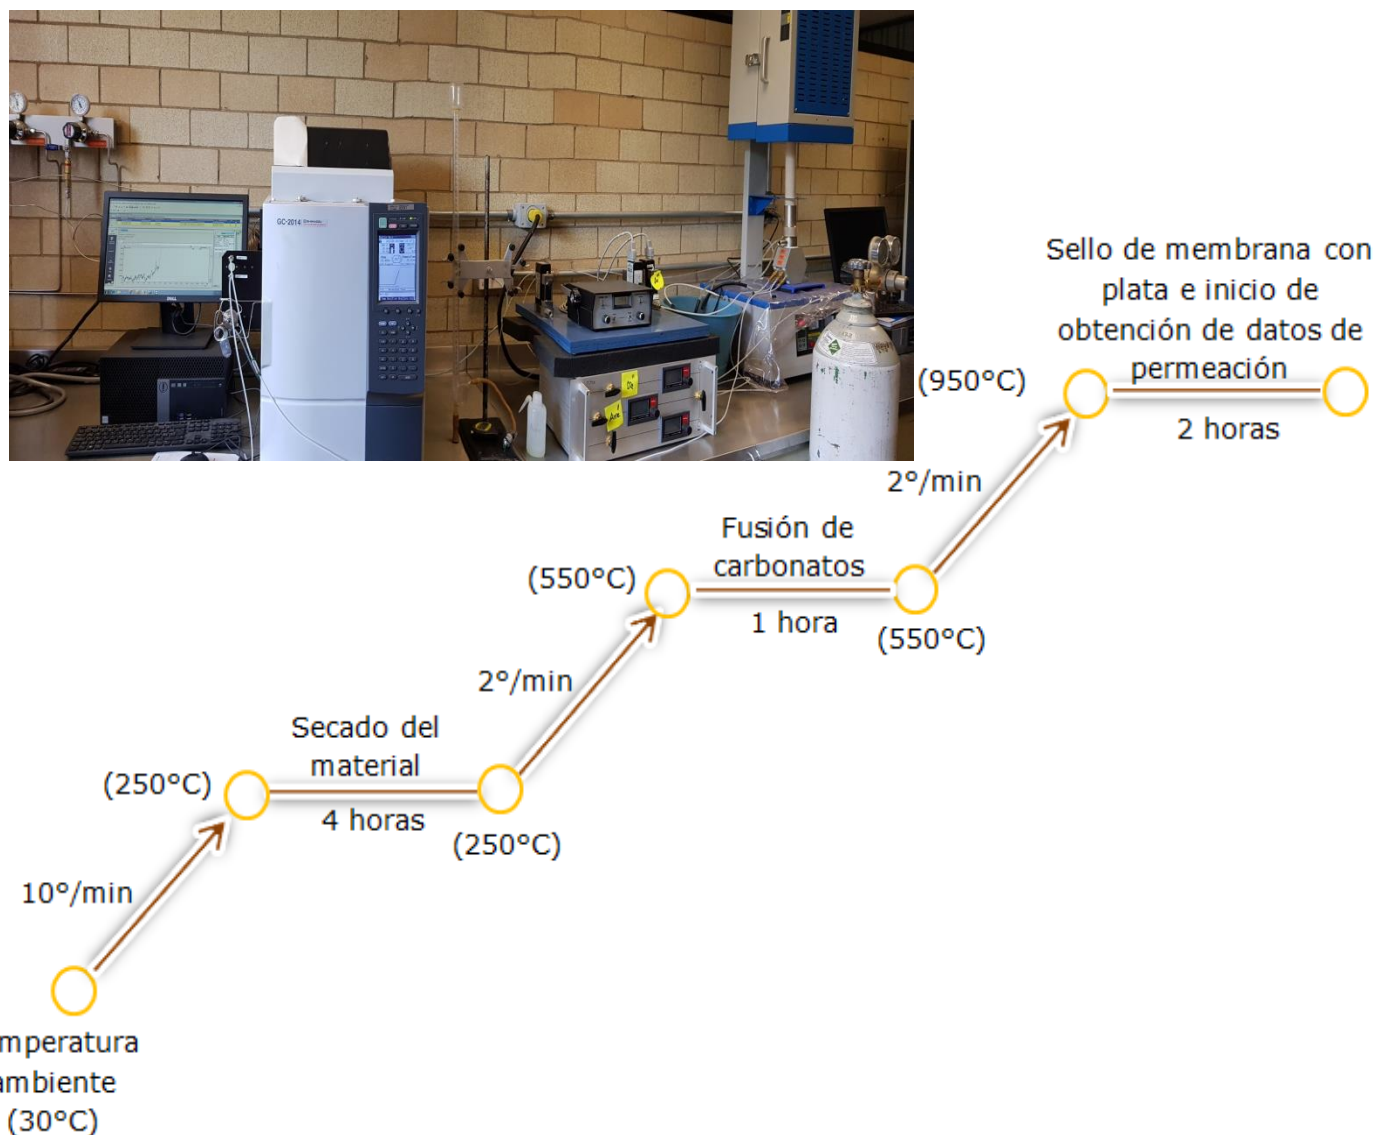 GC-2014
DELL
Sello de membrana con
plata e inicio de
obtención de datos de
permeación
(950°C)
2 horas
2°/min
Fusión de
carbonatos
(550°C)
1 hora
(550°C)
2°/min
Secado del
material
(250°C)
4 horas
(250°C)
10°/min
mperatura
ambiente
(30°C)